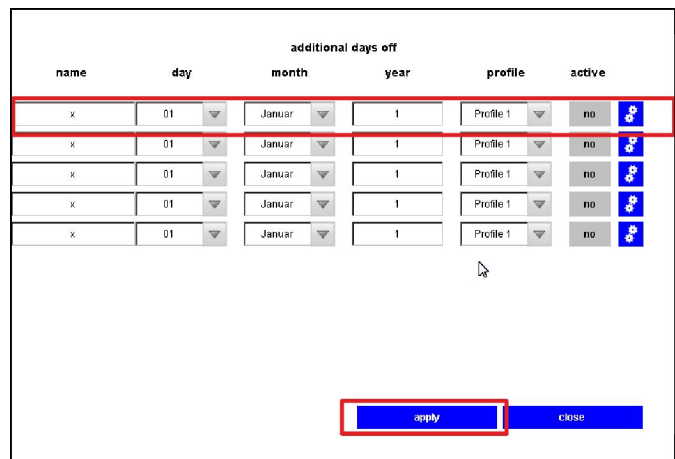 additional days off
name day month year profile active
x 01 Januar 1 Profile 1 no
x 01 Januar 1 Profile 1 no
x 01 Januar 1 Profile 1 no
x 01 Januar 1 Profile 1 no
x 01 Januar 1 Profile 1 no
apply close